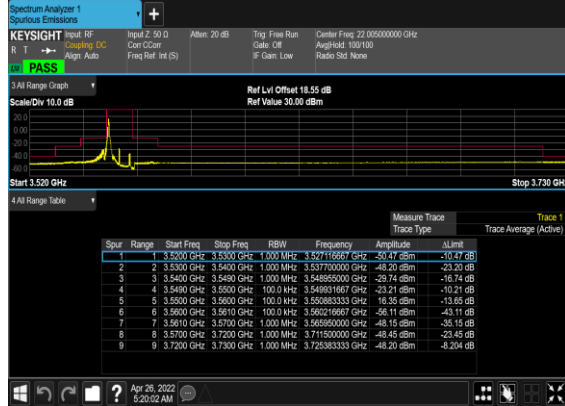 Spectrum Analyzer 1
Spurious Emissions
+
KEYSIGHT Input: RF Input Z: 50 Ω Atten: 20 dB Trig: Free Run Center Freq: 22.005000000 GHz
R T Coupling: DC Corr CCorr Gate: Off Avg|Hold: 100/100
Align: Auto Freq Ref: Int (S) IF Gain: Low Radio Std: None
PASS
3 All Range Graph
Ref Lvl Offset 18.55 dB
Scale/Div 10.0 dB Ref Value 30.00 dBm
20.0
0.00
-20.0
-40.0
-60.0
Start 3.520 GHz Stop 3.730 GH
4 All Range Table
Measure Trace Trace 1
Trace Type Trace Average (Active)
Spur Range Start Freq Stop Freq RBW Frequency Amplitude ΔLimit
1 1 3.5200 GHz 3.5300 GHz 1.000 MHz 3.527116667 GHz -50.47 dBm -10.47 dB
2 2 3.5300 GHz 3.5400 GHz 1.000 MHz 3.537700000 GHz -48.20 dBm -23.20 dB
3 3 3.5400 GHz 3.5490 GHz 1.000 MHz 3.548955000 GHz -29.74 dBm -16.74 dB
4 4 3.5490 GHz 3.5500 GHz 100.0 kHz 3.549931667 GHz -23.21 dBm -10.21 dB
5 5 3.5500 GHz 3.5600 GHz 100.0 kHz 3.550883333 GHz 16.35 dBm -13.65 dB
6 6 3.5600 GHz 3.5610 GHz 100.0 kHz 3.560216667 GHz -56.11 dBm -43.11 dB
7 7 3.5610 GHz 3.5700 GHz 1.000 MHz 3.565950000 GHz -48.15 dBm -35.15 dB
8 8 3.5700 GHz 3.7200 GHz 1.000 MHz 3.711500000 GHz -48.45 dBm -23.45 dB
9 9 3.7200 GHz 3.7300 GHz 1.000 MHz 3.725383333 GHz -48.20 dBm -8.204 dB
? Apr 26, 2022
5:20:02 AM